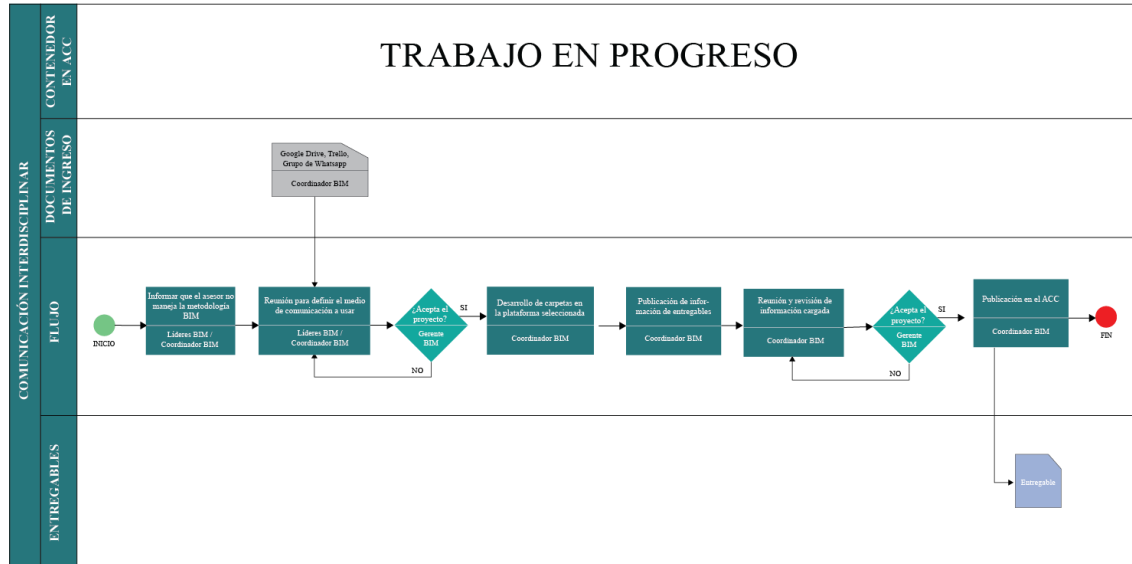 COMUNICACIÓN INTERDISCIPLINAR
CONTENEDOR
EN ACC
TRABAJO EN PROGRESO
DOCUMENTOS
DE INGRESO
Google Drive, Trello,
Grupo de Whatsapp
Coordinador BIM
FLUJO
INICIO
Informar que el asesor no
maneja la metodología
BIM
Líderes BIM /
Coordinador BIM
Reunión para definir el medio
de comunicación a usar
Líderes BIM /
Coordinador BIM
¿Acepta el
proyecto?
Gerente
BIM
SI
NO
Desarrollo de carpetas en
la plataforma seleccionada
Coordinador BIM
Publicación de infor-
mación de entregables
Coordinador BIM
Reunión y revisión de
información cargada
Coordinador BIM
¿Acepta el
proyecto?
Gerente
BIM
SI
NO
Publicación en el ACC
Coordinador BIM
FIN
ENTREGABLES
Entregable